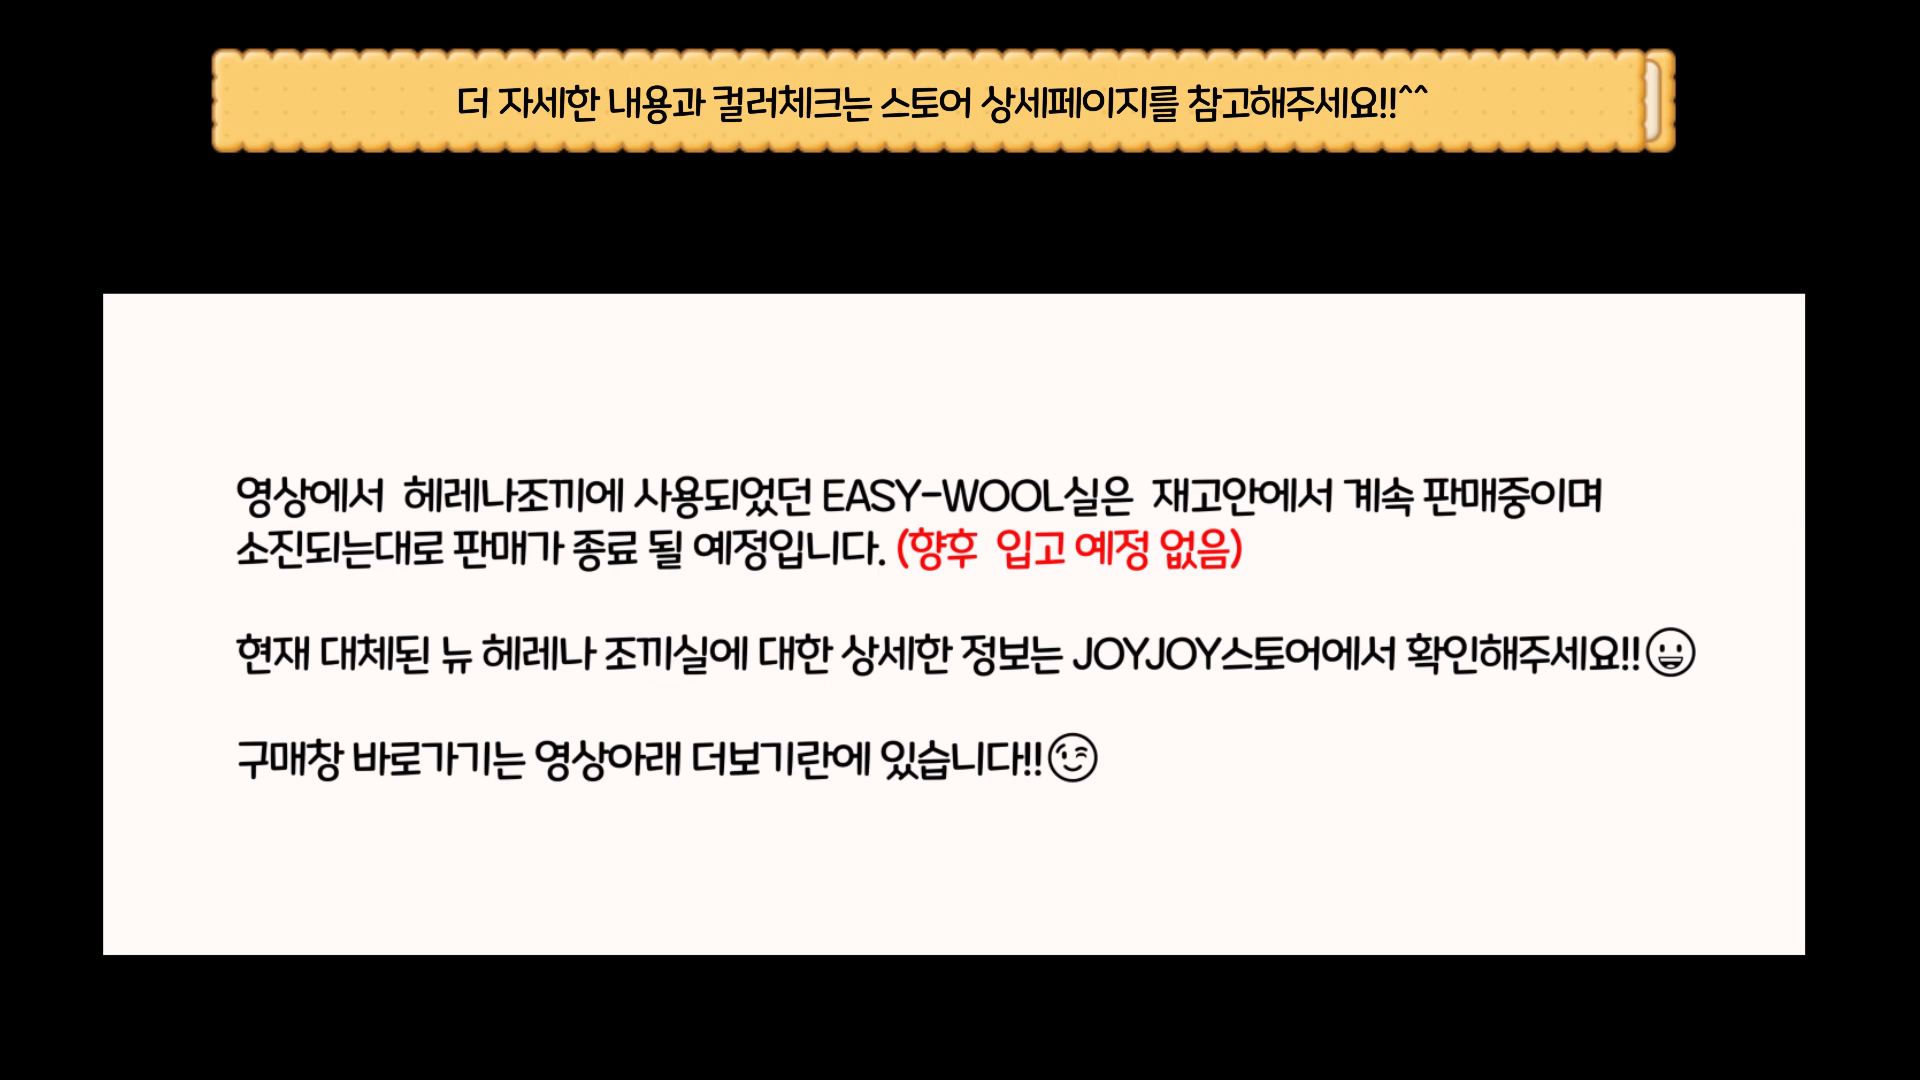 더 자세한 내용과 컬러체크는 스토어 상세페이지를 참고해주세요!!^^
영상에서 헤레나조끼에 사용되었던 EASY-WOOL실은 재고안에서 계속 판매중이며
소진되는대로 판매가 종료 될 예정입니다. (향후 입고 예정 없음)
현재 대체된 뉴 헤레나 조끼실에 대한 상세한 정보는 JOYJOY스토어에서 확인해주세요!!😀
구매창 바로가기는 영상아래 더보기란에 있습니다!!😉